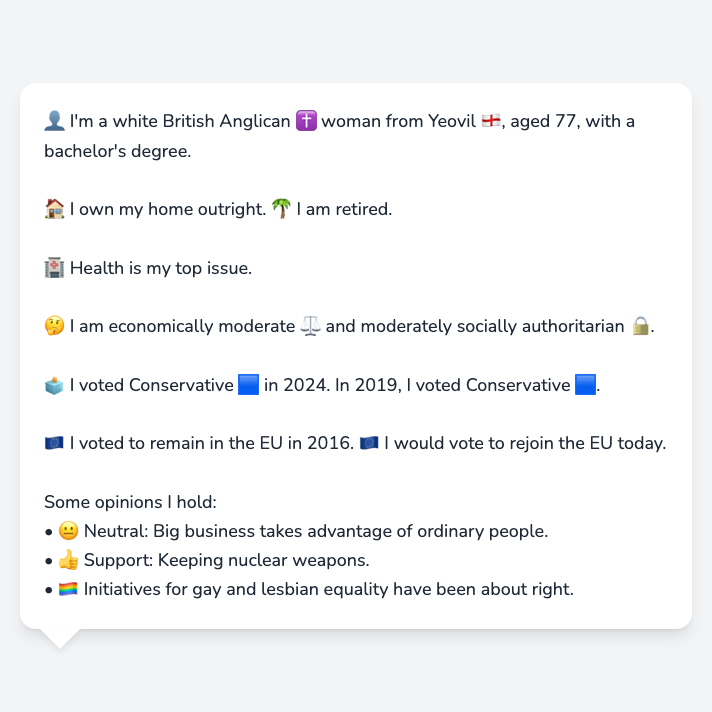 👤 I'm a white British Anglican ✝️ woman from Yeovil 🏴󠁧󠁢󠁥󠁮󠁧󠁿, aged 77, with a
bachelor's degree.
🏠 I own my home outright. 🌴 I am retired.
🏥 Health is my top issue.
🤔 I am economically moderate ⚖️ and moderately socially authoritarian 🔒.
🗳️ I voted Conservative 🟦 in 2024. In 2019, I voted Conservative 🟦.
🇪🇺 I voted to remain in the EU in 2016. 🇪🇺 I would vote to rejoin the EU today.
Some opinions I hold:
• 😐 Neutral: Big business takes advantage of ordinary people.
• 👍 Support: Keeping nuclear weapons.
• 🏳️‍🌈 Initiatives for gay and lesbian equality have been about right.